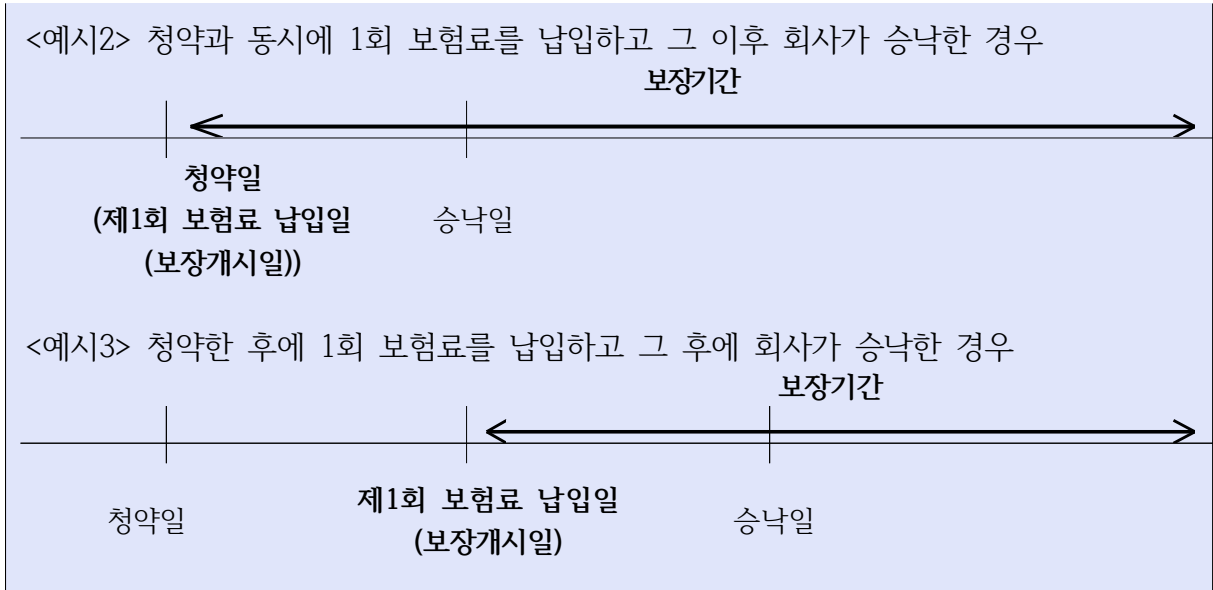 <예시2> 청약과 동시에 1회 보험료를 납입하고 그 이후 회사가 승낙한 경우
보장기간
청약일
(제1회 보험료 납입일 승낙일
(보장개시일))
<예시3> 청약한 후에 1회 보험료를 납입하고 그 후에 회사가 승낙한 경우
보장기간
청약일 제1회 보험료 납입일 승낙일
(보장개시일)